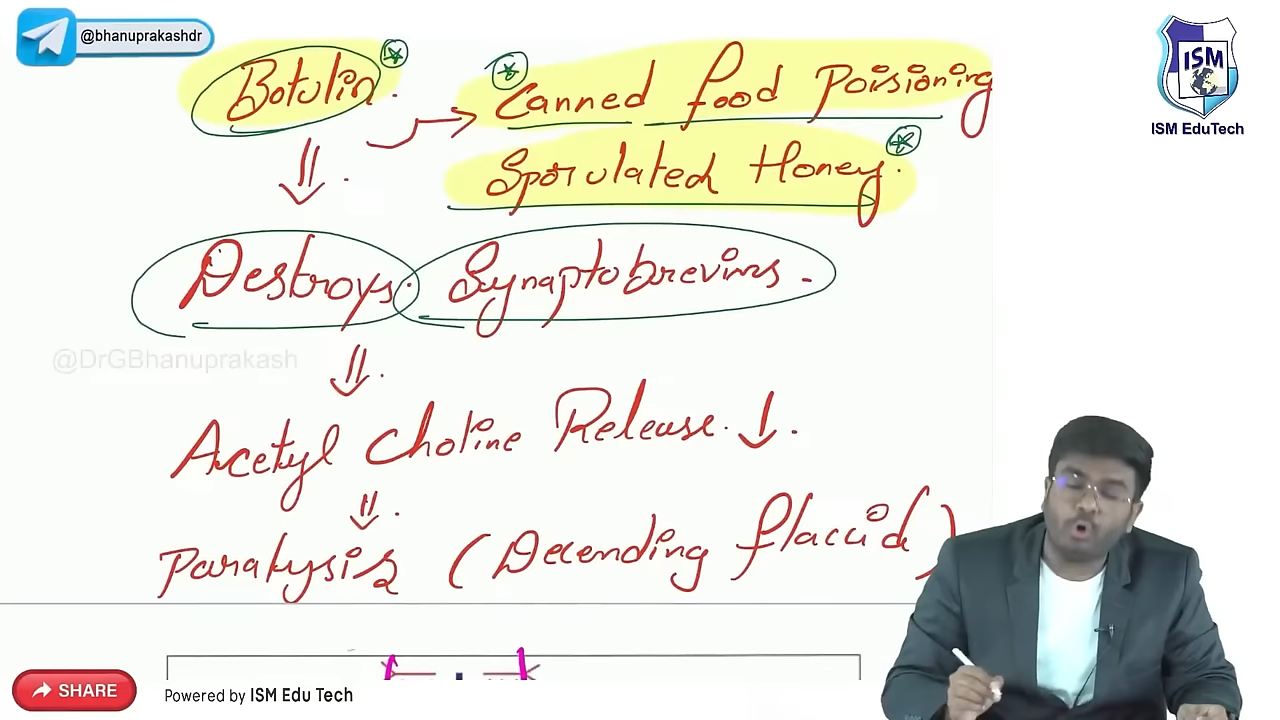 @bhanuprakashdr
ISM
ISM EduTech
Botulin.
Canned food Poisioning
Sporulated Honey.
Destroys. Synaptobrevins.
@DrGBhanuprakash
Acetyl Choline Release. ↓.
Paralysis (Decending flaccid)
SHARE
Powered by ISM Edu Tech